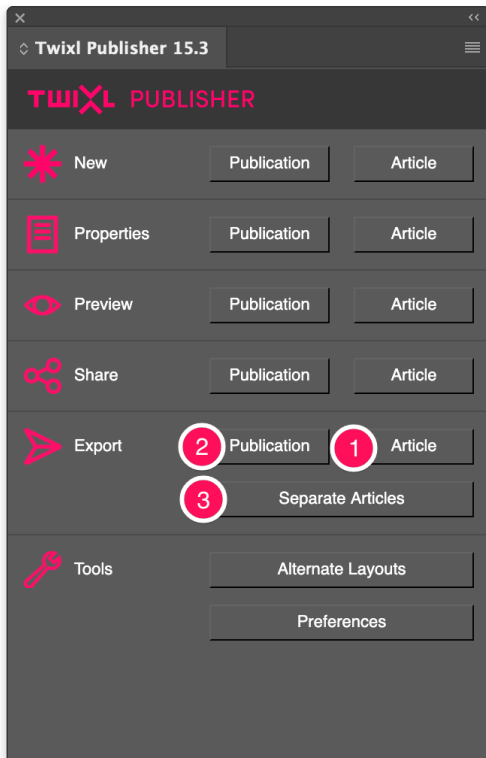 Twixl Publisher 15.3
TWIXL PUBLISHER
New Publication Article
Properties Publication Article
Preview Publication Article
Share Publication Article
Export 2 Publication 1 Article
3 Separate Articles
Tools Alternate Layouts
Preferences